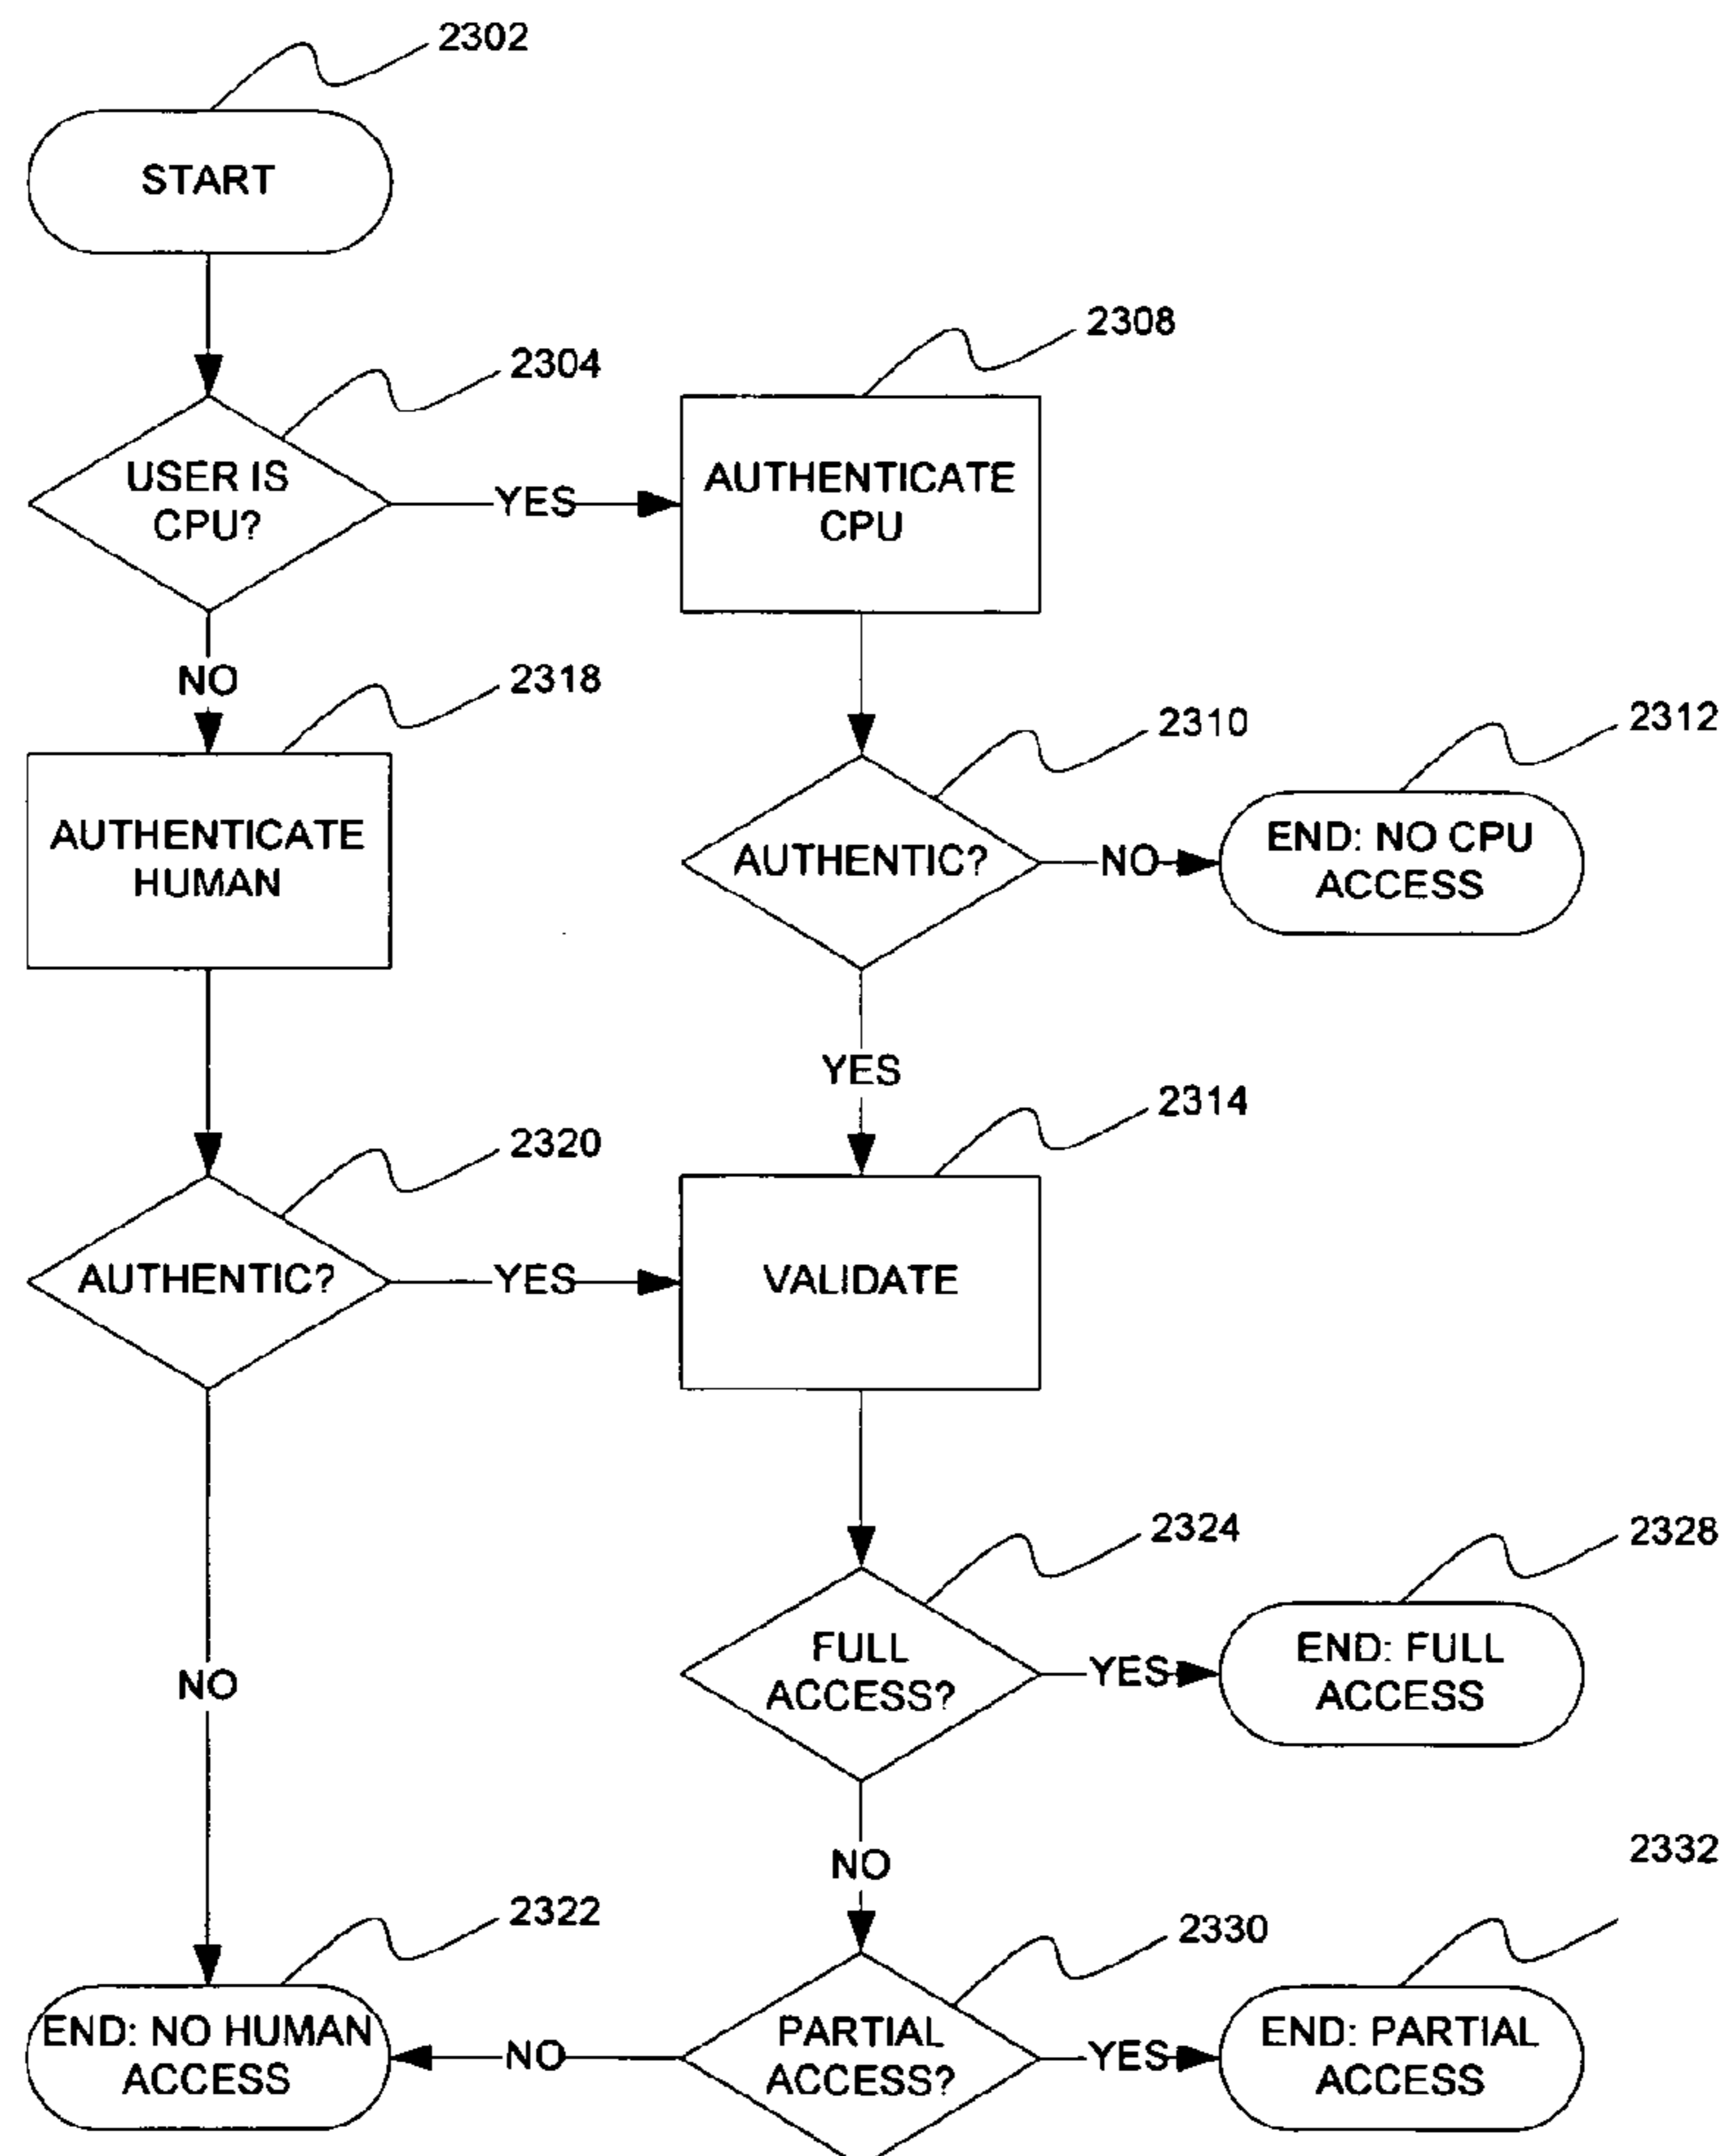 2302
START
2308
2304
USER IS
CPU?
YES
AUTHENTICATE
CPU
NO
2318
2310
2312
AUTHENTICATE
HUMAN
AUTHENTIC?
NO
END: NO CPU
ACCESS
YES
2314
2320
AUTHENTIC?
YES
VALIDATE
2324
2328
FULL
ACCESS?
YES
END: FULL
ACCESS
NO
NO
2332
2322
2330
END: NO HUMAN
ACCESS
NO
PARTIAL
ACCESS?
YES
END: PARTIAL
ACCESS